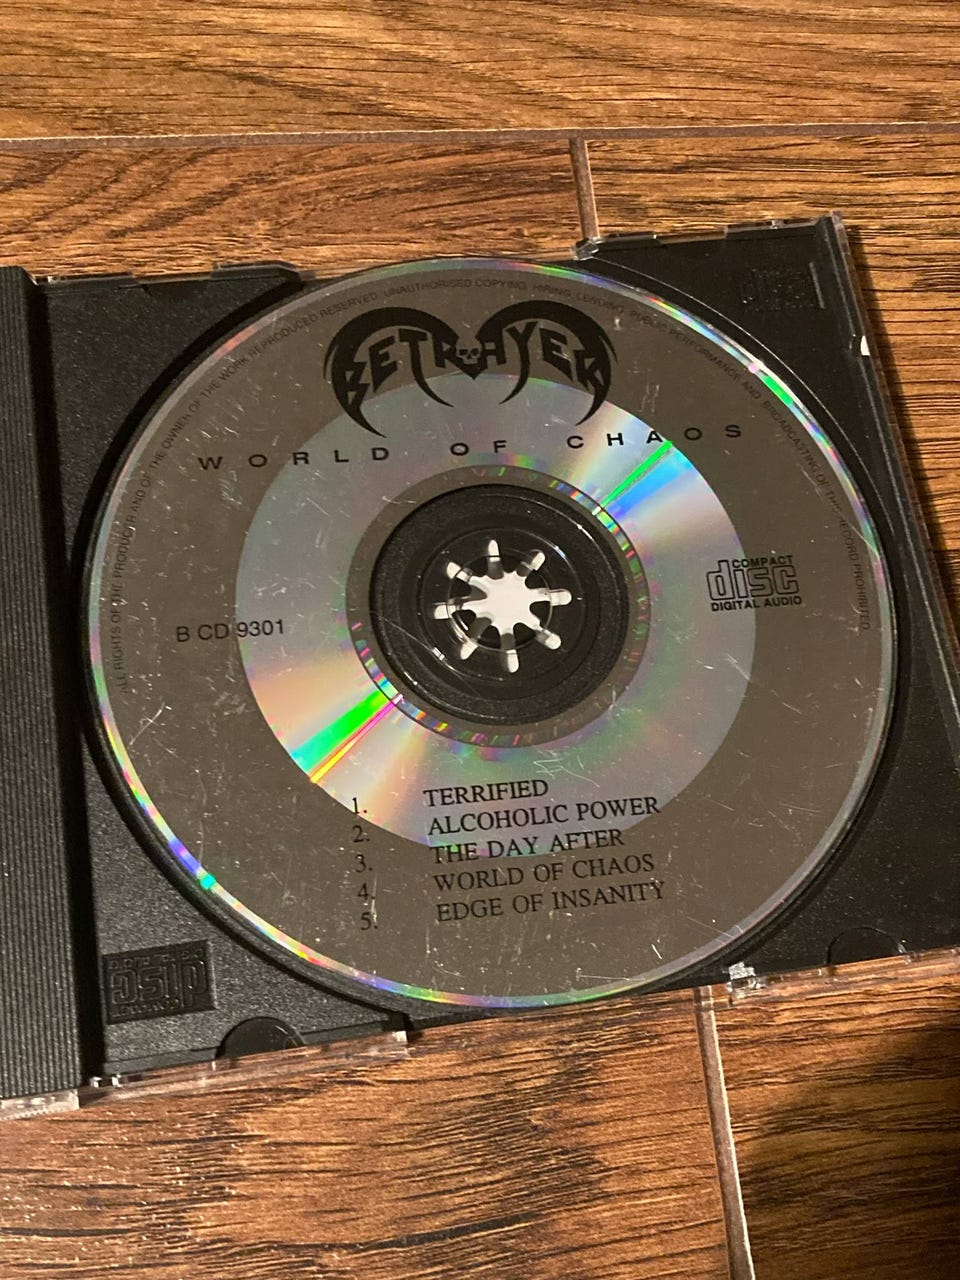 ALL RIGHTS OF THE PRODUCER AND OF THE OWNER OF THE WORK REPRODUCED RESERVED. UNAUTHORISED COPYING, HIRING, LENDING, PUBLIC PERFORMANCE AND BROADCASTING OF THIS RECORD PROHIBITED
BETRAYER
WORLD OF CHAOS
COMPACT
disc
DIGITAL AUDIO
B CD 9301
1. TERRIFIED
2. ALCOHOLIC POWER
3. THE DAY AFTER
4. WORLD OF CHAOS
5. EDGE OF INSANITY
disc